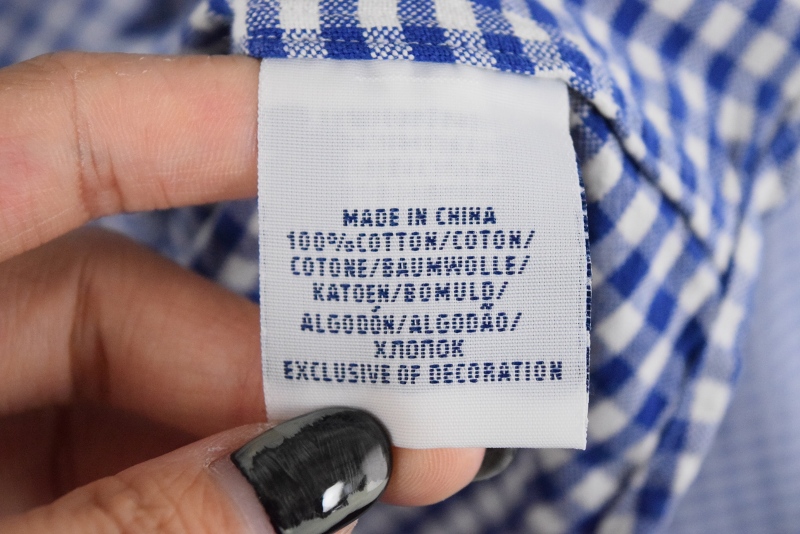 MADE IN CHINA
100%COTTON/COTON/
COTONE/BAUMWOLLE/
KATOEN/BOMULD/
ALGODÓN/ALGODÃO/
ХЛОПОК
EXCLUSIVE OF DECORATION